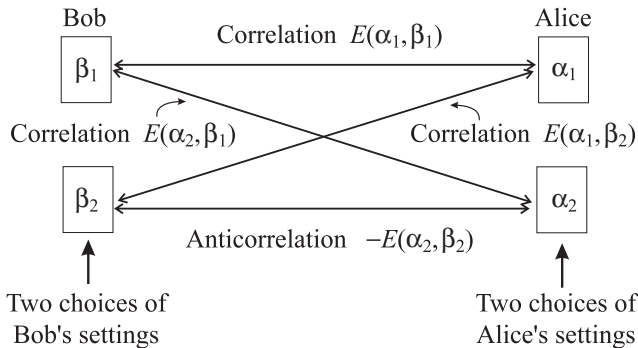 Bob
Alice
Correlation E(α₁,β₁)
β₁
α₁
Correlation E(α₂,β₁)
Correlation E(α₁,β₂)
β₂
α₂
Anticorrelation −E(α₂,β₂)
Two choices of
Bob's settings
Two choices of
Alice's settings